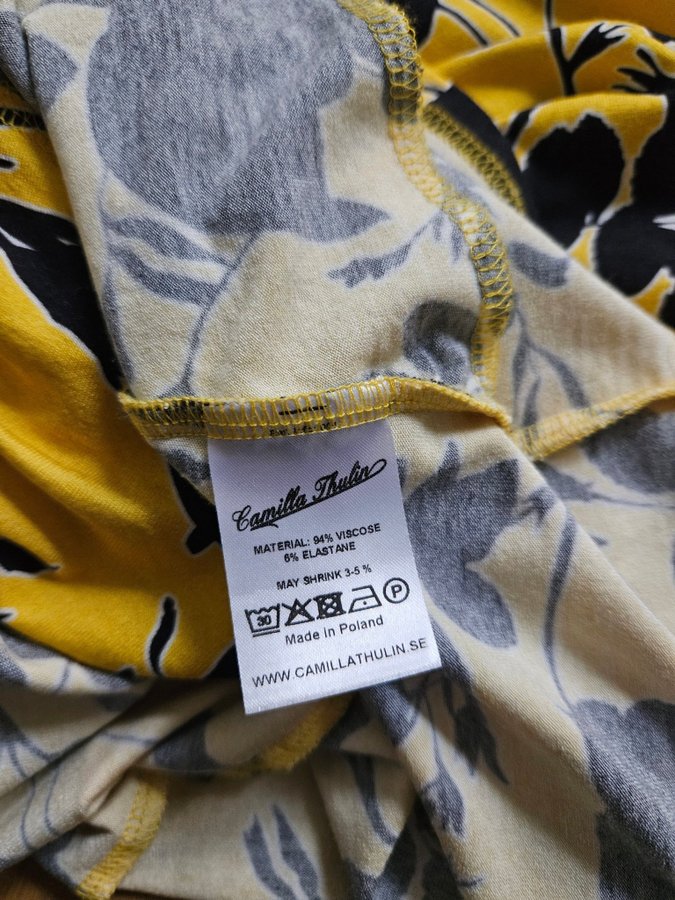 Camilla Thulin
MATERIAL: 94% VISCOSE
6% ELASTANE
MAY SHRINK 3-5 %
30 P
Made in Poland
WWW.CAMILLATHULIN.SE